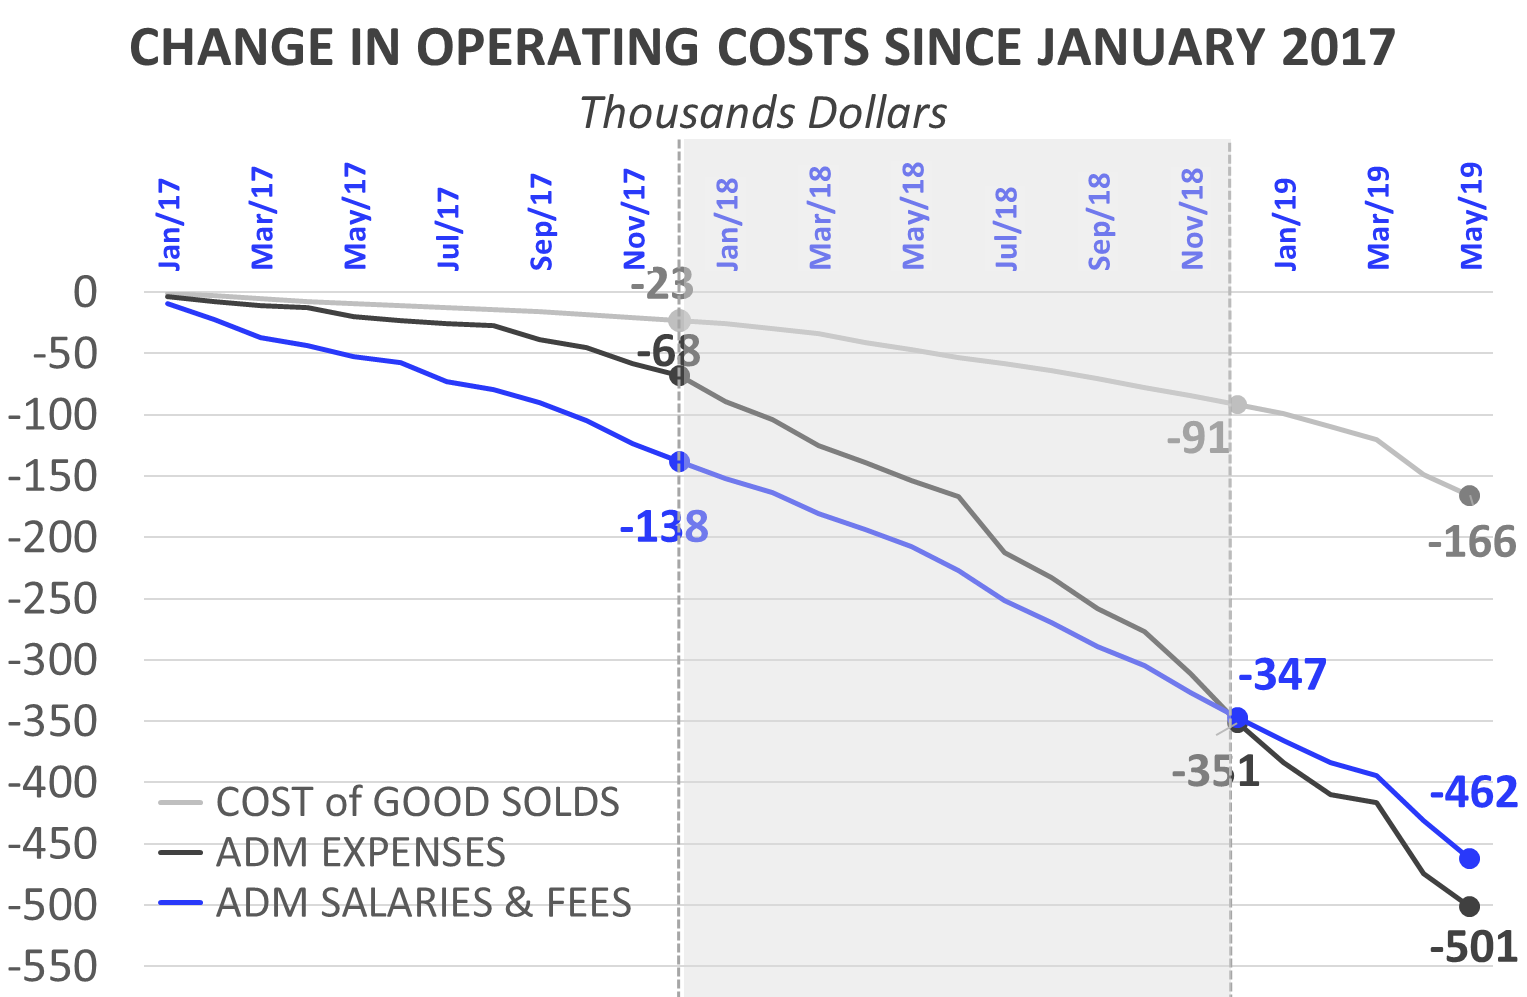 CHANGE IN OPERATING COSTS SINCE JANUARY 2017
Thousands Dollars
Jan/17
Mar/17
May/17
Jul/17
Sep/17
Nov/17
Jan/18
Mar/18
May/18
Jul/18
Sep/18
Nov/18
Jan/19
Mar/19
May/19
0
-50
-100
-150
-200
-250
-300
-350
-400
-450
-500
-550
-23
-68
-138
-91
-347
-351
-166
-462
-501
COST of GOOD SOLDS
ADM EXPENSES
ADM SALARIES & FEES